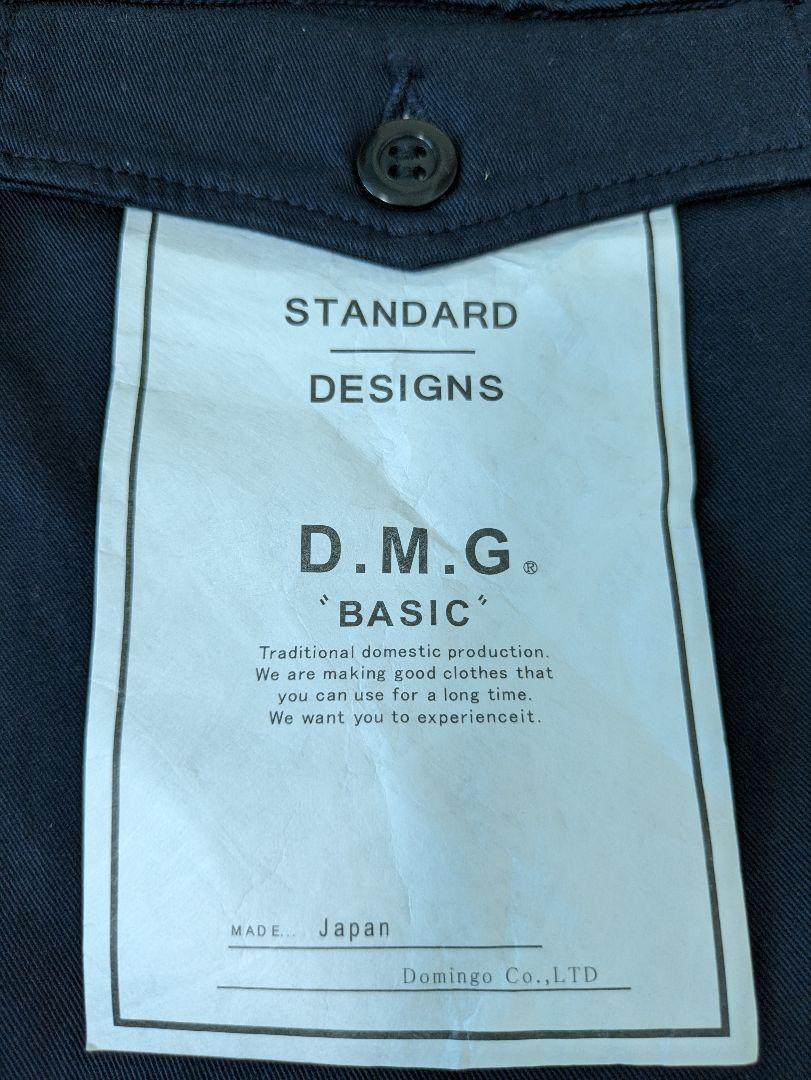 STANDARD
DESIGNS
D.M.G.®
"BASIC"
Traditional domestic production.
We are making good clothes that
you can use for a long time.
We want you to experienceit.
MADE... Japan
Domingo Co.,LTD